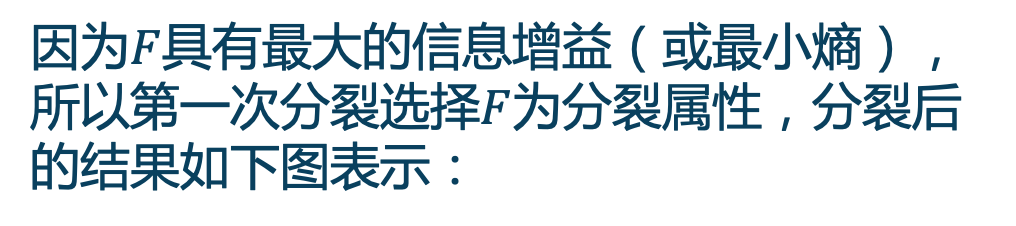 因为F具有最大的信息增益（或最小熵），
所以第一次分裂选择F为分裂属性，分裂后
的结果如下图表示：